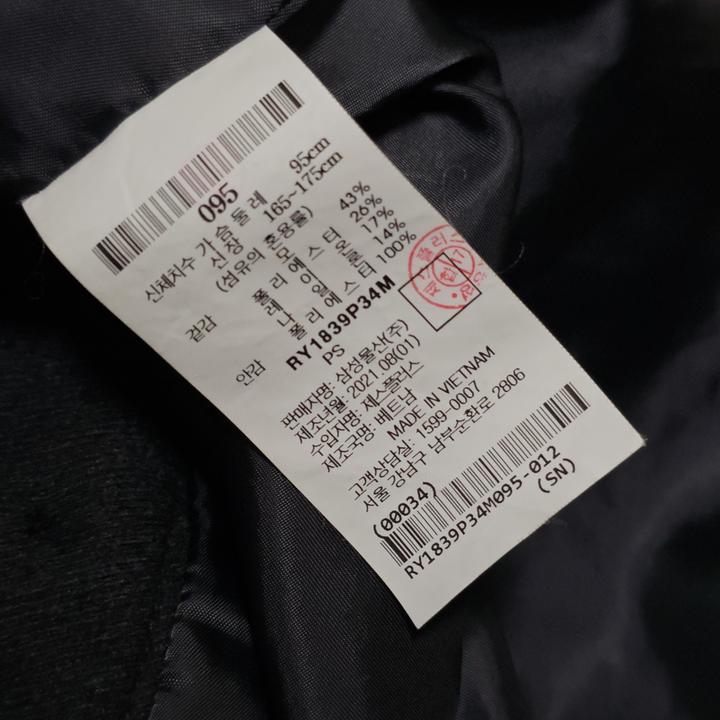 095
신체치수 가슴둘레 95cm
신장 165~175cm
(섬유의 혼용률)
겉감 모 43%
폴리에스터 26%
레이온 17%
나일론 14%
안감 폴리에스터 100%
RY1839P34M
PS
판매자명: 삼성물산(주)
제조년월: 2021.08(01)
수입자명: 제스플러스
제조국명: 베트남
MADE IN VIETNAM
고객상담실: 1599-0007
서울 강남구 남부순환로 2806
(00034)
RY1839P34M095-012
(SN)